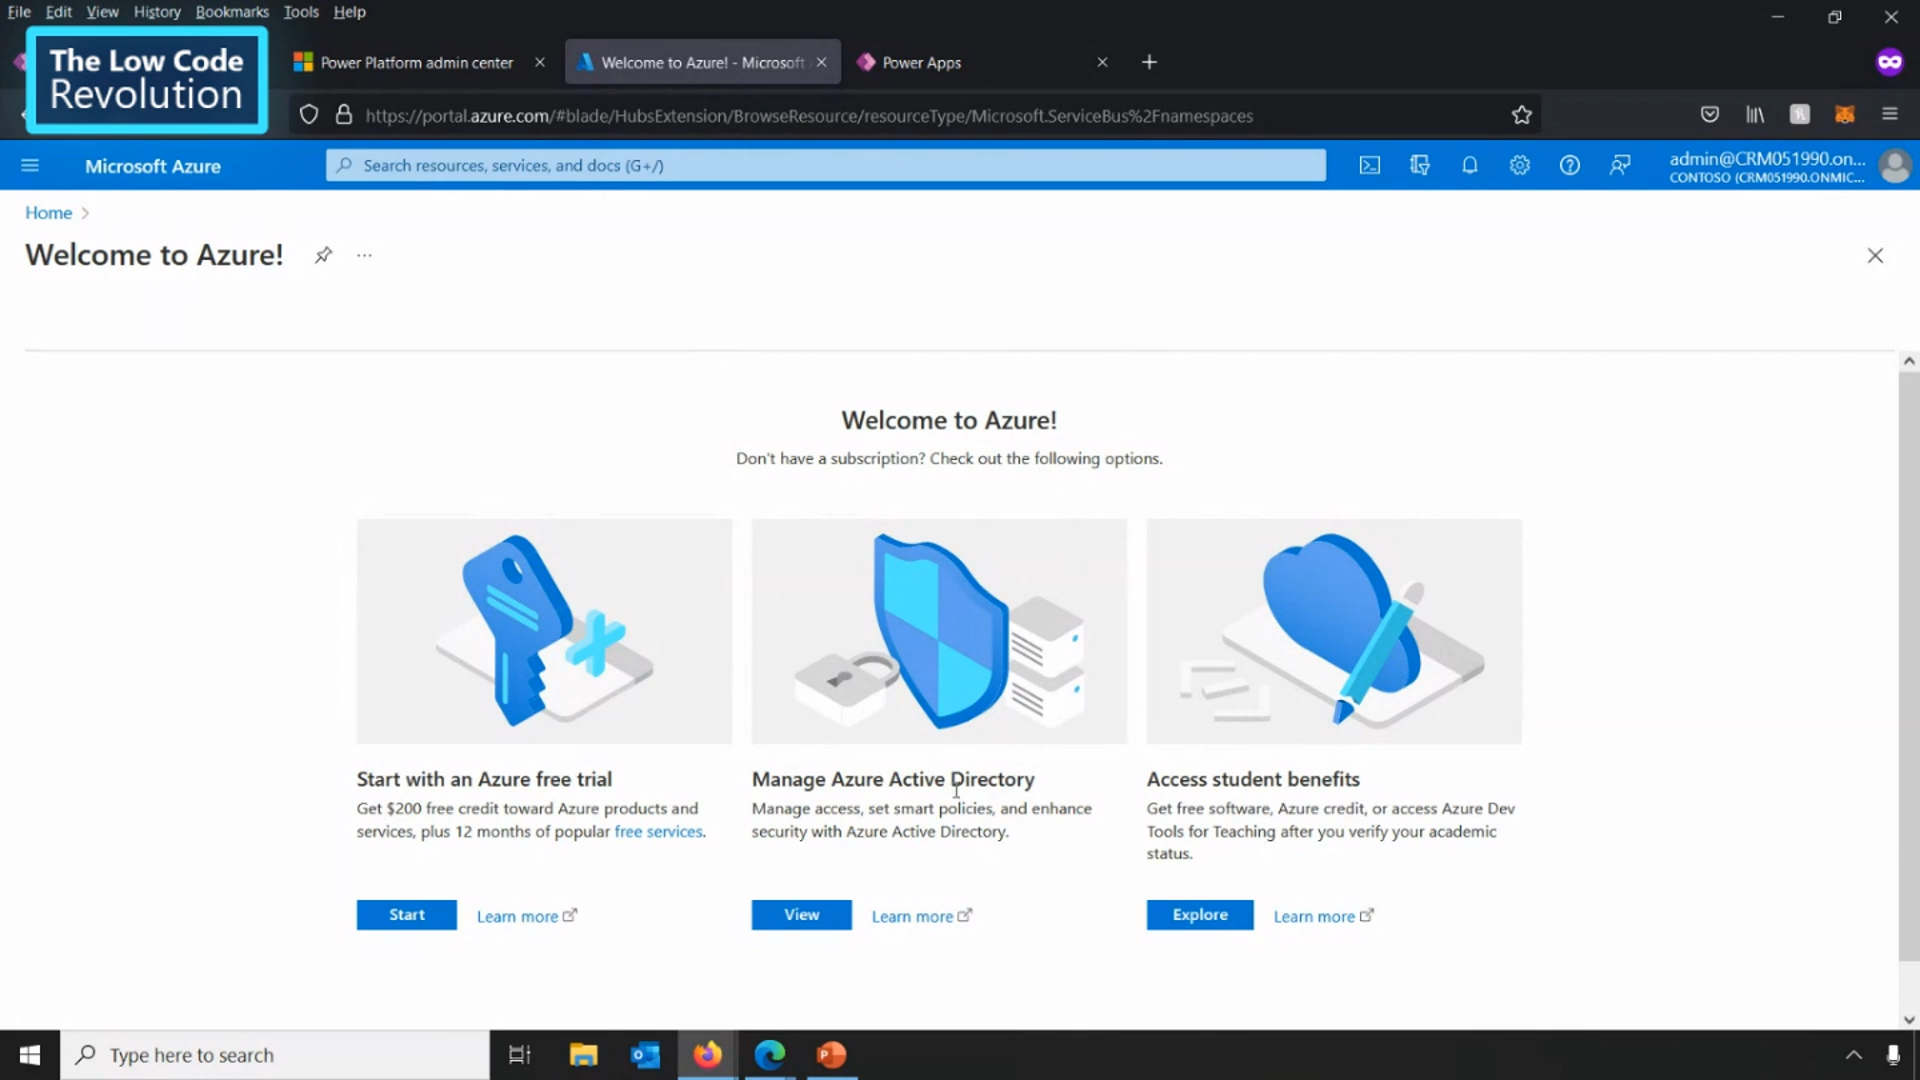 File Edit View History Bookmarks Tools Help
The Low Code
Revolution
Power Platform admin center
Welcome to Azure! - Microsoft
Power Apps
https://portal.azure.com/#blade/HubsExtension/BrowseResource/resourceType/Microsoft.ServiceBus%2Fnamespaces
Microsoft Azure
Search resources, services, and docs (G+/)
admin@CRM051990.on...
CONTOSO (CRM051990.ONMIC...
Home
Welcome to Azure!
Welcome to Azure!
Don't have a subscription? Check out the following options.
Start with an Azure free trial
Get $200 free credit toward Azure products and
services, plus 12 months of popular free services.
Start
Learn more
Manage Azure Active Directory
Manage access, set smart policies, and enhance
security with Azure Active Directory.
View
Learn more
Access student benefits
Get free software, Azure credit, or access Azure Dev
Tools for Teaching after you verify your academic
status.
Explore
Learn more
Type here to search